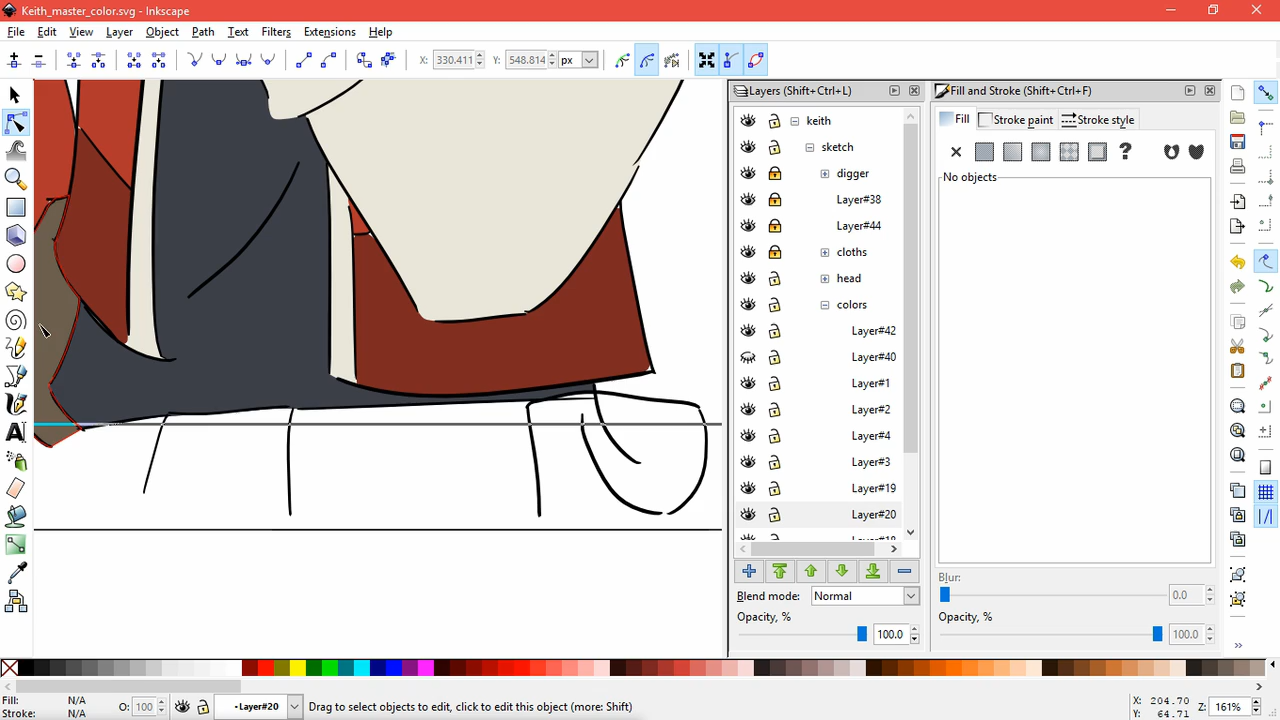 Keith_master_color.svg - Inkscape
File Edit View Layer Object Path Text Filters Extensions Help
X: 330.411 Y: 548.814 px
Layers (Shift+Ctrl+L)
Fill and Stroke (Shift+Ctrl+F)
keith
Fill Stroke paint Stroke style
sketch
digger
No objects
Layer#38
Layer#44
cloths
head
colors
Layer#42
Layer#40
Layer#1
Layer#2
Layer#4
Layer#3
Layer#19
Layer#20
Blur:
0.0
Blend mode: Normal
Opacity, %
Opacity, %
100.0
100.0
Fill: N/A
Stroke: N/A
O: 100
Layer#20
Drag to select objects to edit, click to edit this object (more: Shift)
X: 204.70
Y: 64.71
Z: 161%